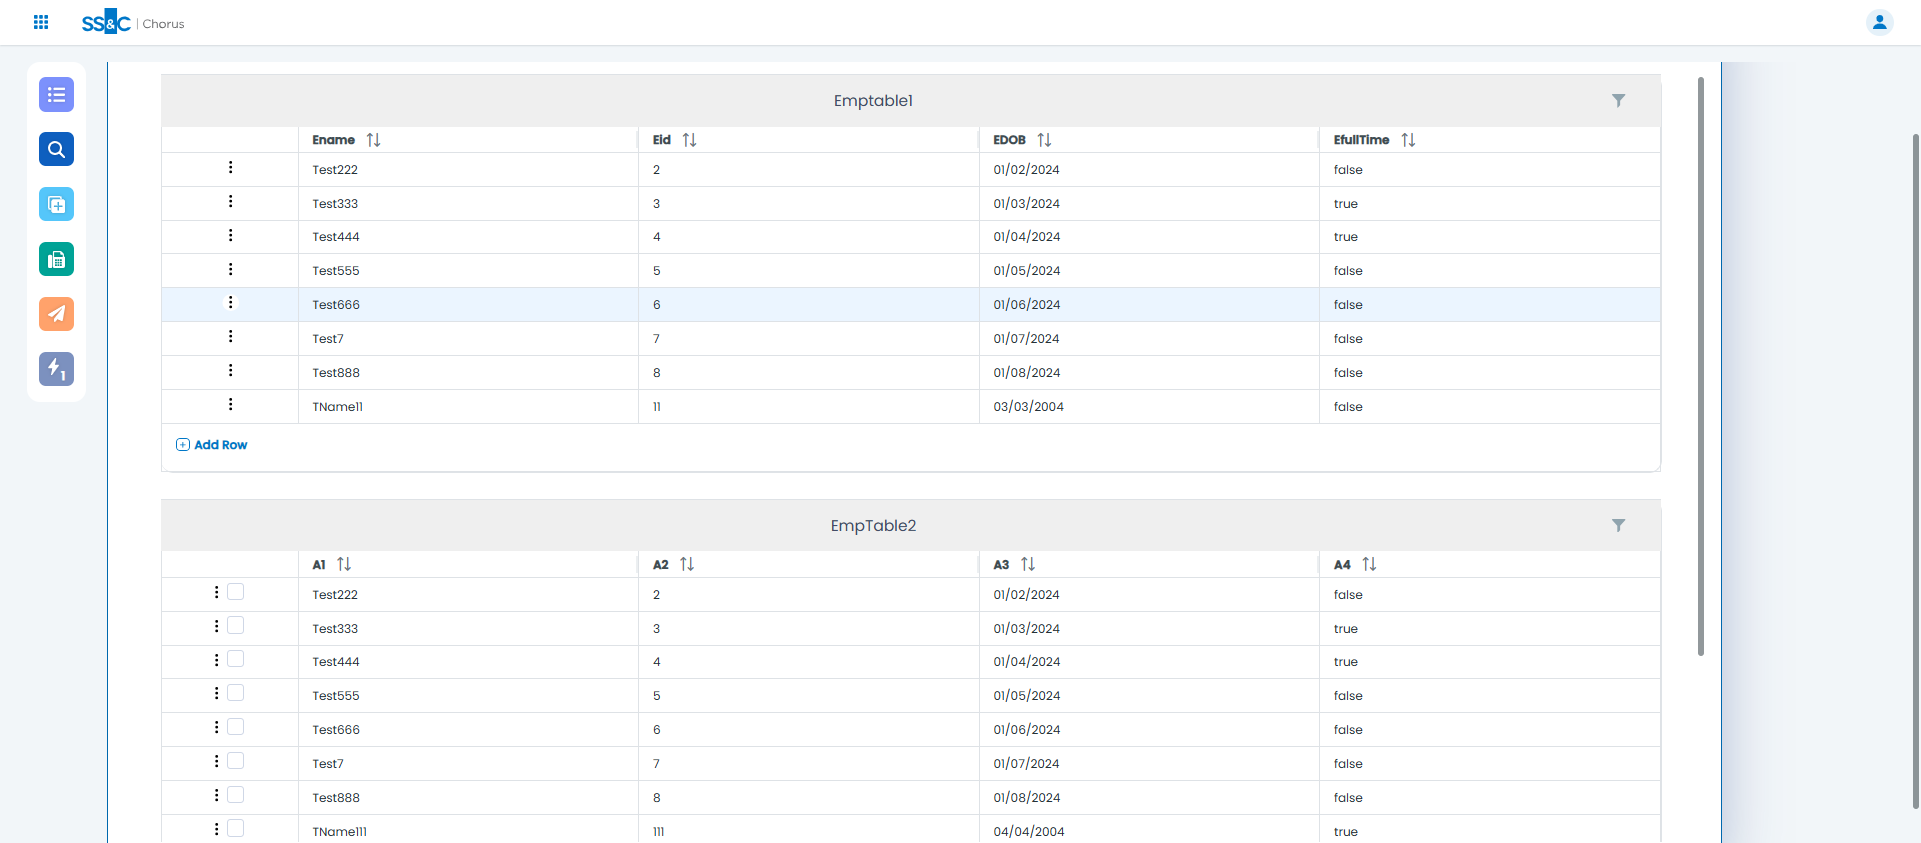 SS&C | Chorus
Emptable1
Ename Eid EDOB EfullTime
Test222 2 01/02/2024 false
Test333 3 01/03/2024 true
Test444 4 01/04/2024 true
Test555 5 01/05/2024 false
Test666 6 01/06/2024 false
Test7 7 01/07/2024 false
Test888 8 01/08/2024 false
TName11 11 03/03/2004 false
Add Row
EmpTable2
A1 A2 A3 A4
Test222 2 01/02/2024 false
Test333 3 01/03/2024 true
Test444 4 01/04/2024 true
Test555 5 01/05/2024 false
Test666 6 01/06/2024 false
Test7 7 01/07/2024 false
Test888 8 01/08/2024 false
TName111 111 04/04/2004 true
1